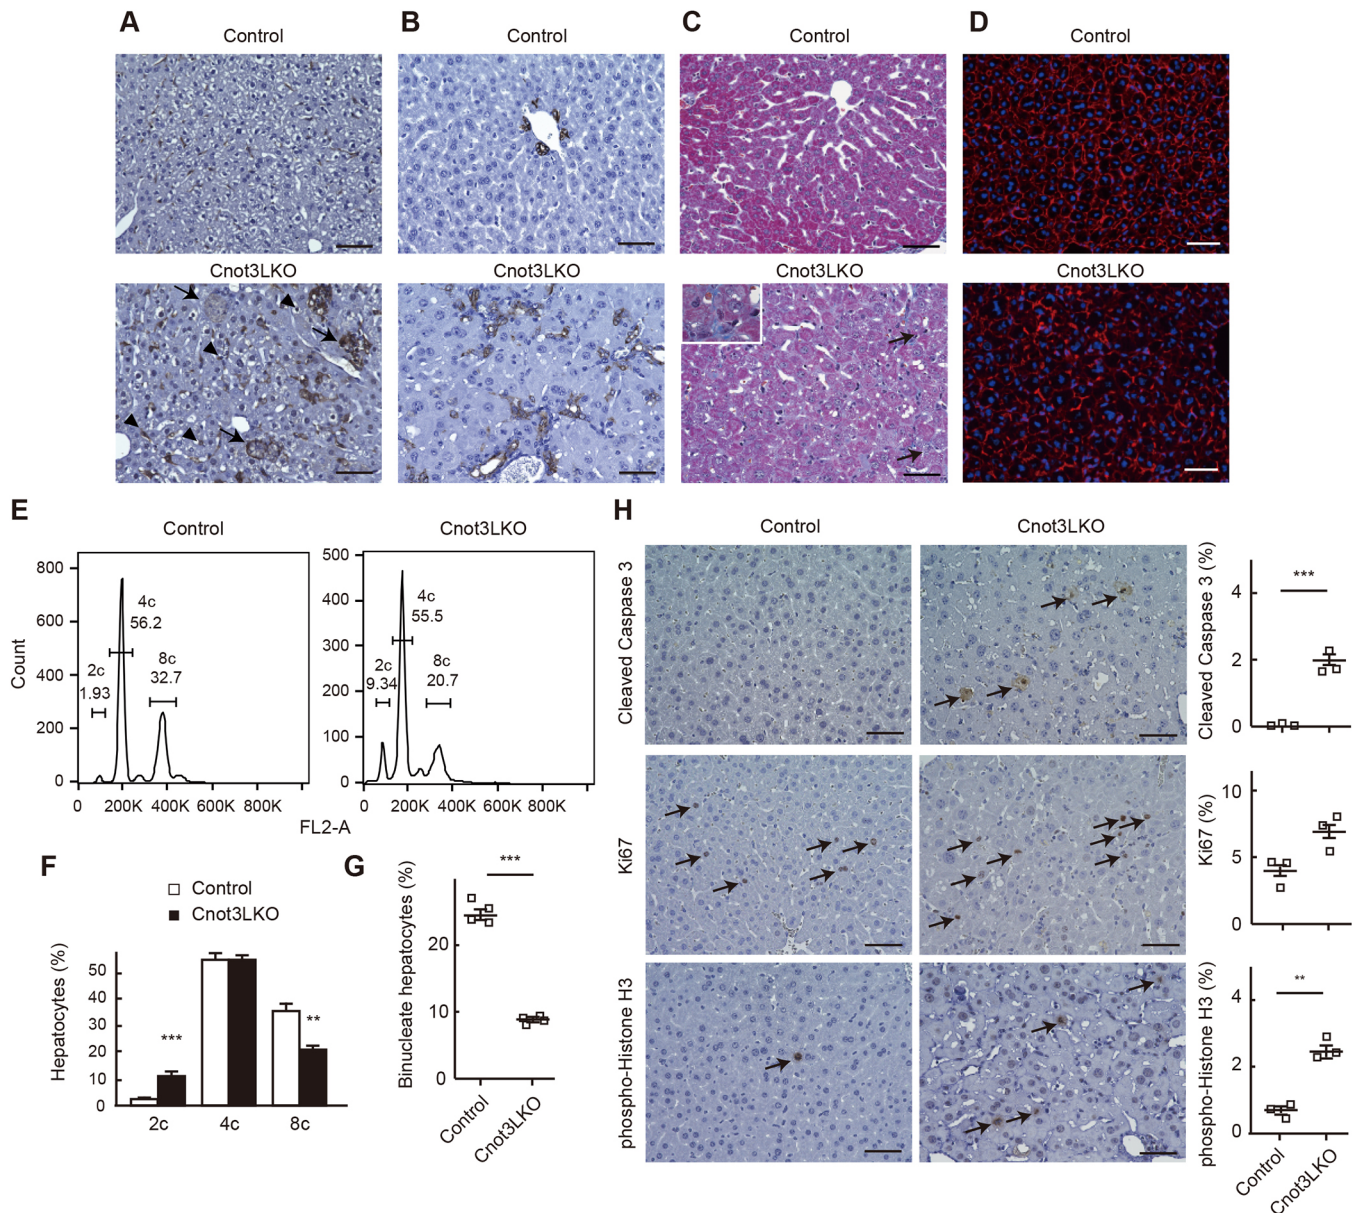 A
B
C
D
Control
Control
Control
Control
Cnot3LKO
Cnot3LKO
Cnot3LKO
Cnot3LKO
E
Control
Cnot3LKO
Count
800
600
400
200
0
4c
56.2
2c
1.93
8c
32.7
0
200K
400K
600K
800K
500
400
300
200
100
0
4c
55.5
2c
9.34
8c
20.7
0
200K
400K
600K
800K
FL2-A
F
Control
Cnot3LKO
Hepatocytes (%)
50
40
30
20
10
0
***
**
2c
4c
8c
G
***
Binucleate hepatocytes (%)
20
10
0
Control
Cnot3LKO
H
Control
Cnot3LKO
Cleaved Caspase 3
Cleaved Caspase 3 (%)
4
2
0
***
Ki67
Ki67 (%)
10
5
0
phospho-Histone H3
phospho-Histone H3 (%)
4
2
0
**
Control
Cnot3LKO